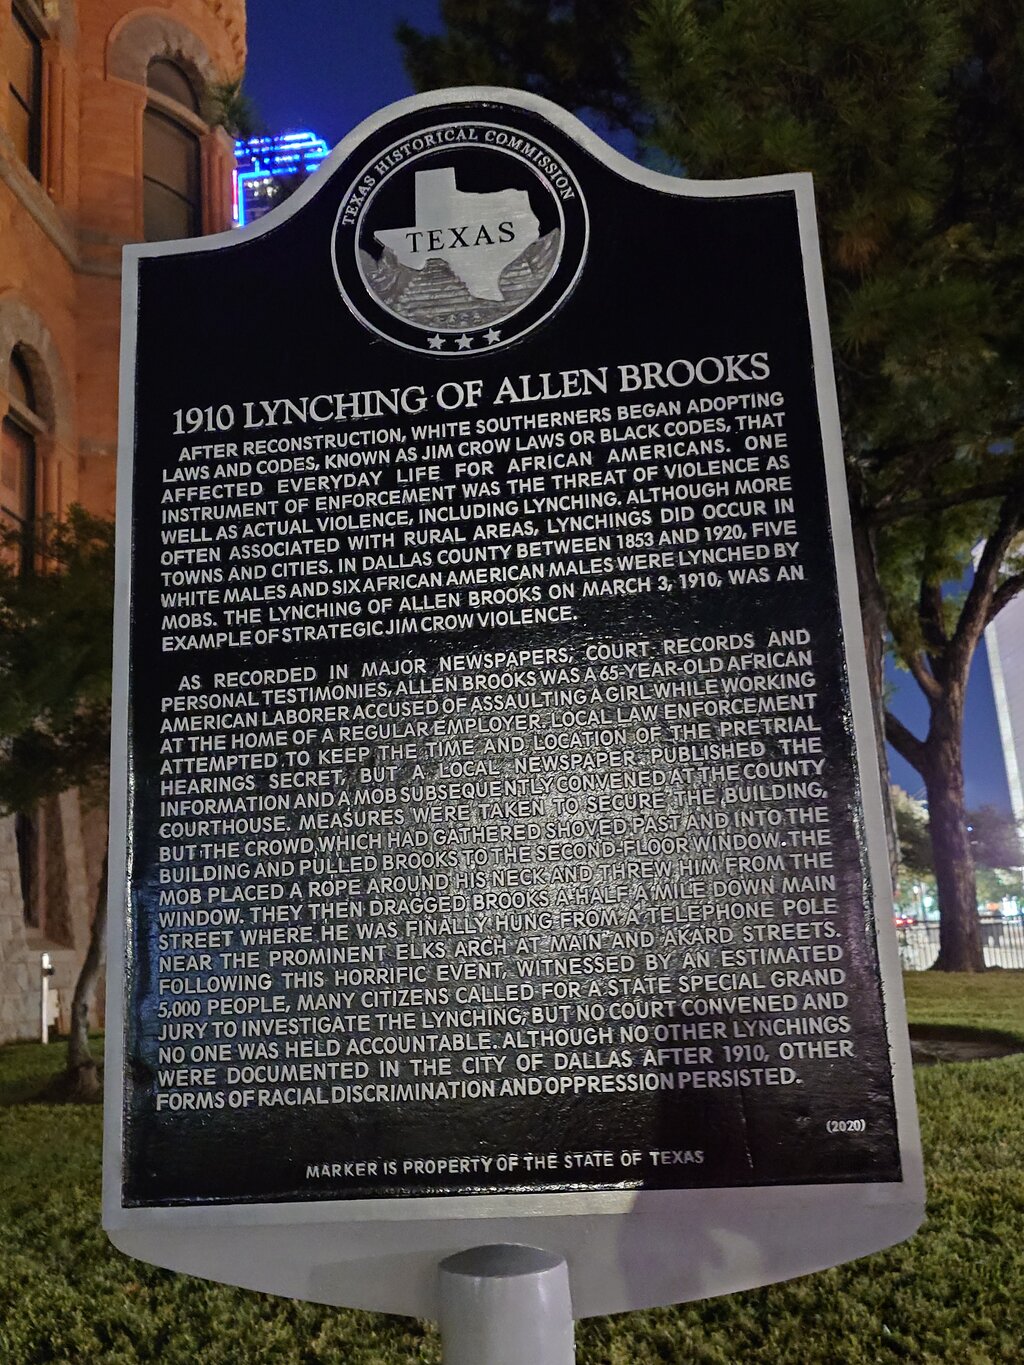 TEXAS HISTORICAL COMMISSION
TEXAS
1910 LYNCHING OF ALLEN BROOKS
AFTER RECONSTRUCTION, WHITE SOUTHERNERS BEGAN ADOPTING
LAWS AND CODES, KNOWN AS JIM CROW LAWS OR BLACK CODES, THAT
AFFECTED EVERYDAY LIFE FOR AFRICAN AMERICANS. ONE
INSTRUMENT OF ENFORCEMENT WAS THE THREAT OF VIOLENCE AS
WELL AS ACTUAL VIOLENCE, INCLUDING LYNCHING. ALTHOUGH MORE
OFTEN ASSOCIATED WITH RURAL AREAS, LYNCHINGS DID OCCUR IN
TOWNS AND CITIES. IN DALLAS COUNTY BETWEEN 1853 AND 1920, FIVE
WHITE MALES AND SIX AFRICAN AMERICAN MALES WERE LYNCHED BY
MOBS. THE LYNCHING OF ALLEN BROOKS ON MARCH 3, 1910, WAS AN
EXAMPLE OF STRATEGIC JIM CROW VIOLENCE.
AS RECORDED IN MAJOR NEWSPAPERS, COURT RECORDS AND
PERSONAL TESTIMONIES, ALLEN BROOKS WAS A 65-YEAR-OLD AFRICAN
AMERICAN LABORER ACCUSED OF ASSAULTING A GIRL WHILE WORKING
AT THE HOME OF A REGULAR EMPLOYER. LOCAL LAW ENFORCEMENT
ATTEMPTED TO KEEP THE TIME AND LOCATION OF THE PRETRIAL
HEARINGS SECRET, BUT A LOCAL NEWSPAPER PUBLISHED THE
INFORMATION AND A MOB SUBSEQUENTLY CONVENED AT THE COUNTY
COURTHOUSE. MEASURES WERE TAKEN TO SECURE THE BUILDING,
BUT THE CROWD WHICH HAD GATHERED SHOVED PAST AND INTO THE
BUILDING AND PULLED BROOKS TO THE SECOND-FLOOR WINDOW. THE
MOB PLACED A ROPE AROUND HIS NECK AND THREW HIM FROM THE
WINDOW. THEY THEN DRAGGED BROOKS A HALF A MILE DOWN MAIN
STREET WHERE HE WAS FINALLY HUNG FROM A TELEPHONE POLE
NEAR THE PROMINENT ELKS ARCH AT MAIN AND AKARD STREETS.
FOLLOWING THIS HORRIFIC EVENT, WITNESSED BY AN ESTIMATED
5,000 PEOPLE, MANY CITIZENS CALLED FOR A STATE SPECIAL GRAND
JURY TO INVESTIGATE THE LYNCHING, BUT NO COURT CONVENED AND
NO ONE WAS HELD ACCOUNTABLE. ALTHOUGH NO OTHER LYNCHINGS
WERE DOCUMENTED IN THE CITY OF DALLAS AFTER 1910, OTHER
FORMS OF RACIAL DISCRIMINATION AND OPPRESSION PERSISTED.
(2020)
MARKER IS PROPERTY OF THE STATE OF TEXAS